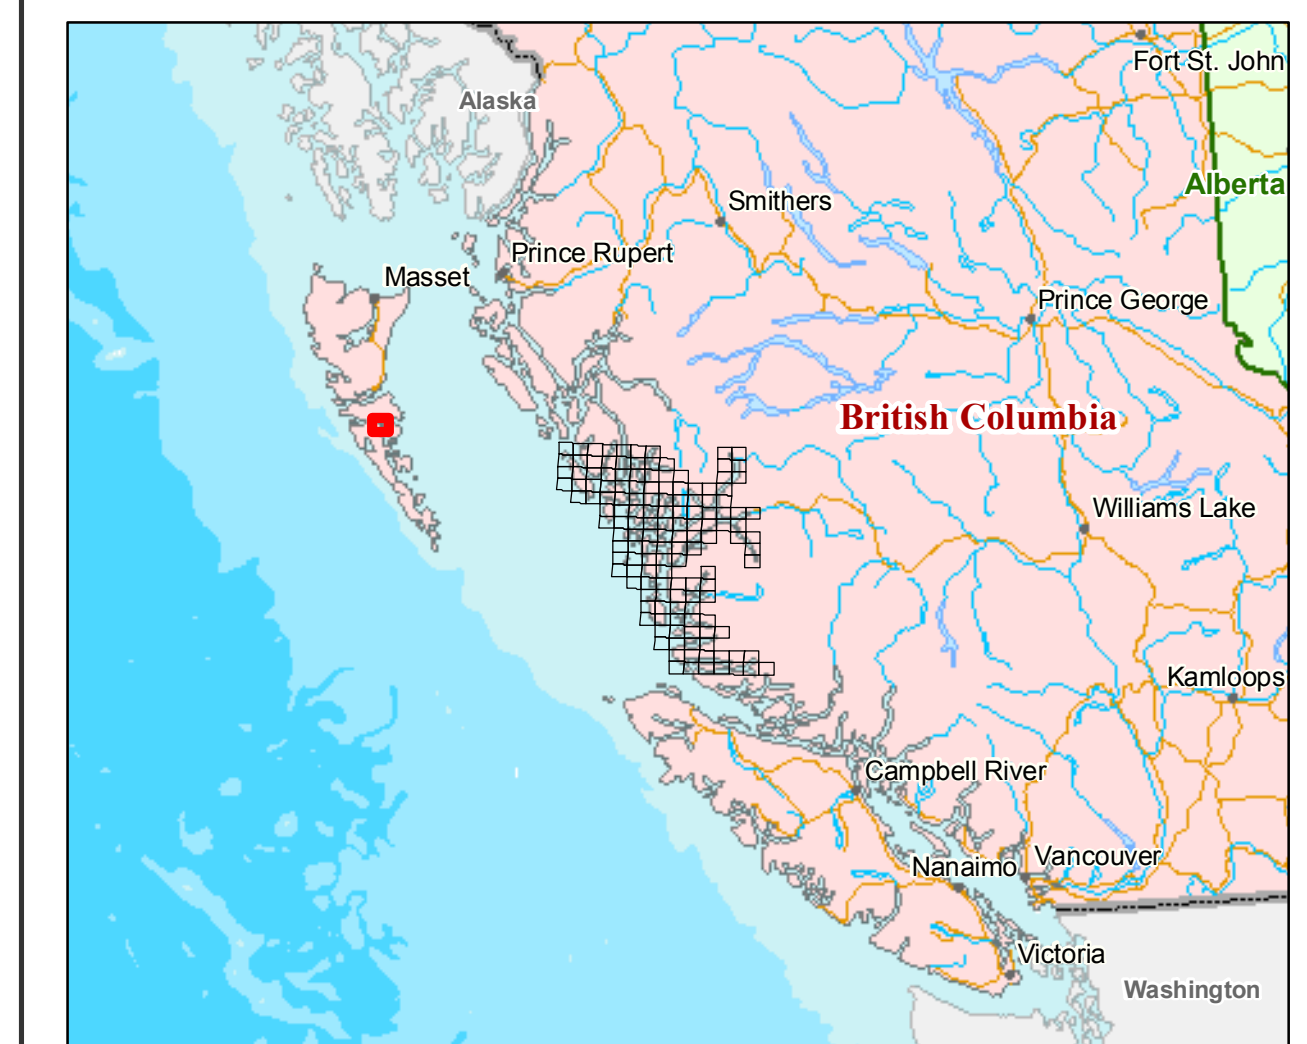 Fort St. John
Alaska
Alberta
Smithers
Prince Rupert
Masset
Prince George
British Columbia
Williams Lake
Kamloops
Campbell River
Vancouver
Nanaimo
Victoria
Washington